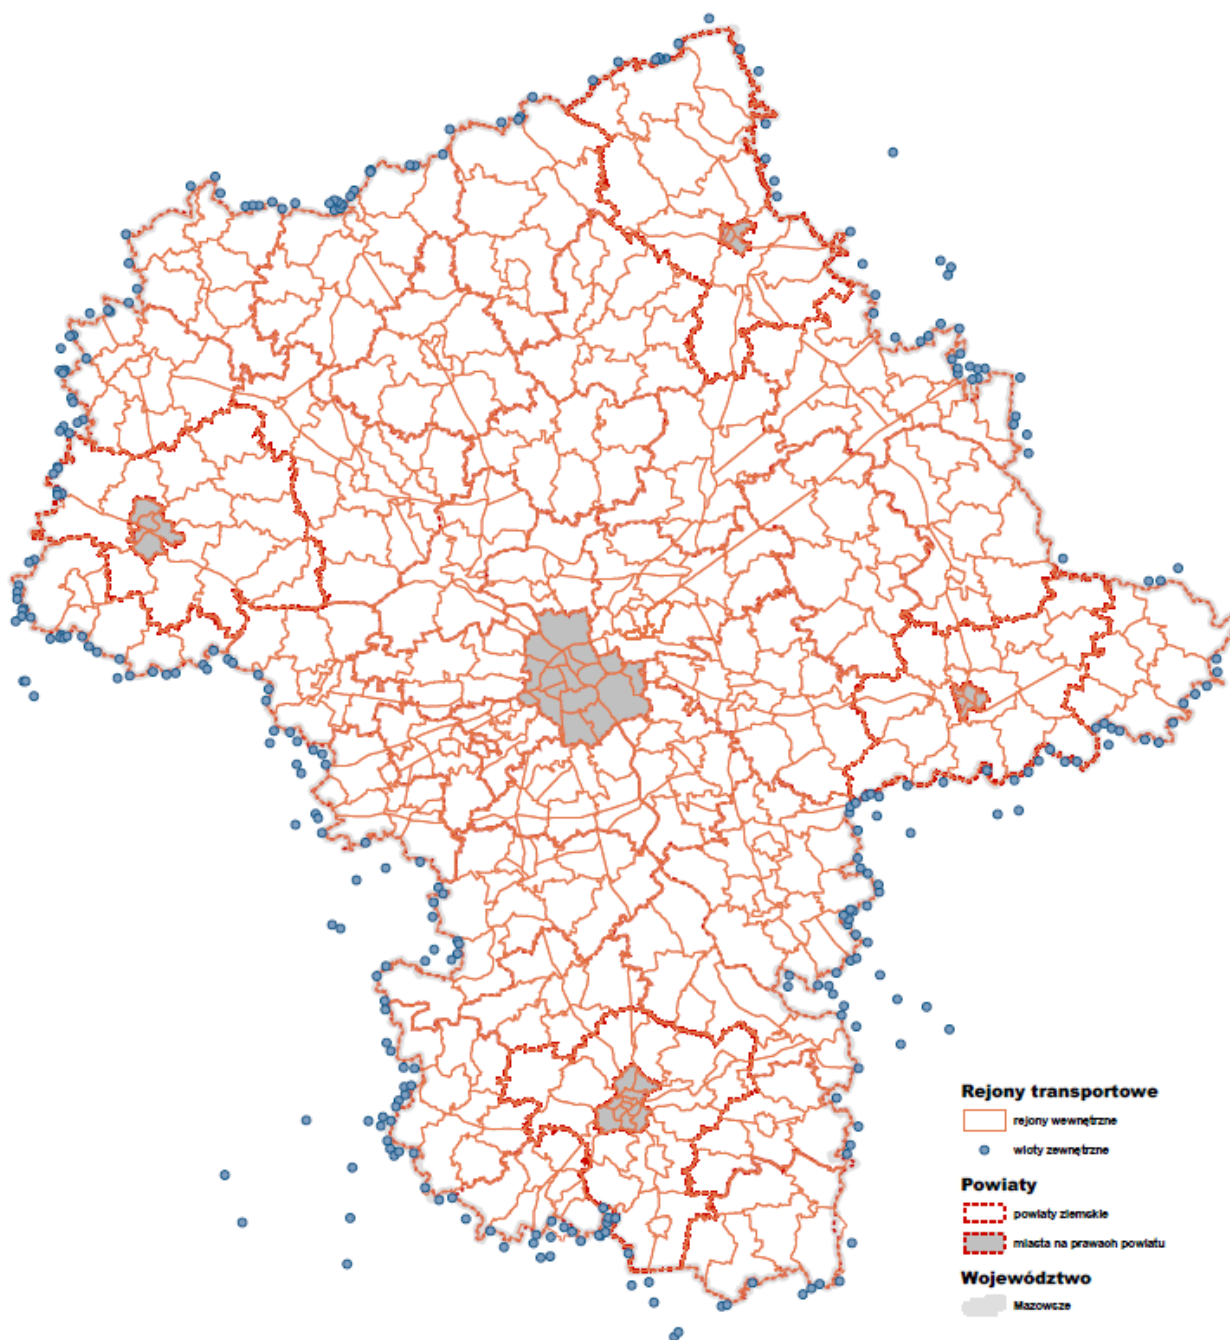 Rejony transportowe
rejony wewnętrzne
wloty zewnętrzne
Powiaty
powiaty ziemskie
miasta na prawach powiatu
Województwo
Mazowsze